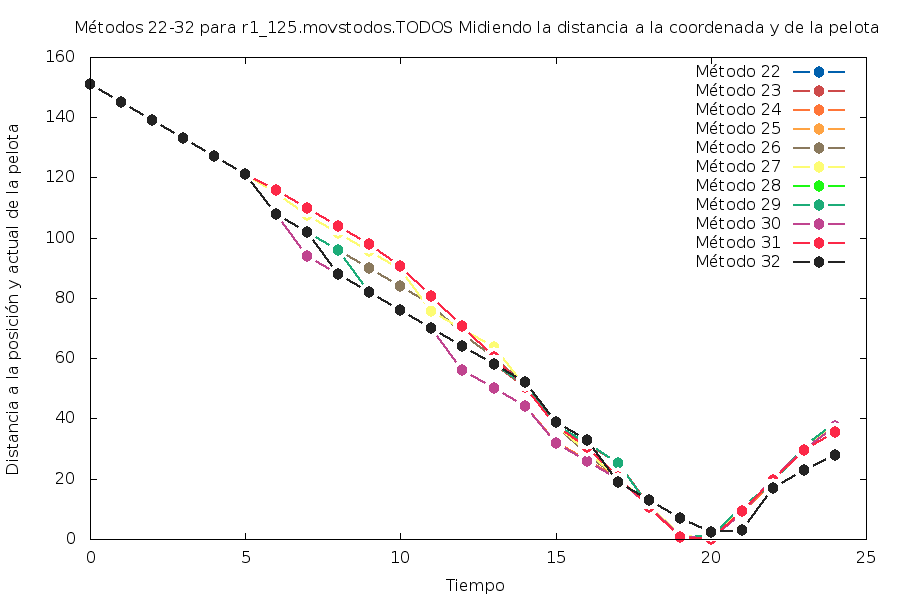 Métodos 22-32 para r1_125.movstodos.TODOS Midiendo la distancia a la coordenada y de la pelota
Distancia a la posición y actual de la pelota
160
140
120
100
80
60
40
20
0
Método 22
Método 23
Método 24
Método 25
Método 26
Método 27
Método 28
Método 29
Método 30
Método 31
Método 32
0 5 10 15 20 25
Tiempo